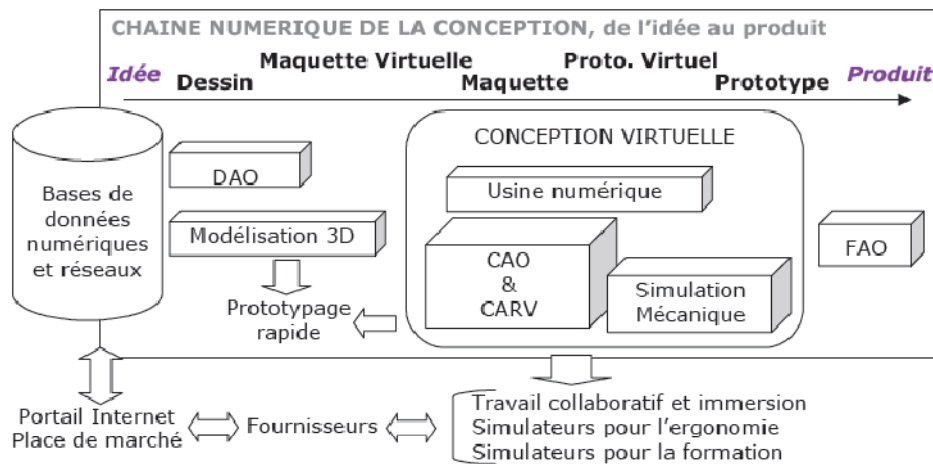 CHAINE NUMERIQUE DE LA CONCEPTION, de l'idée au produit
Idée
Dessin
Maquette Virtuelle
Maquette
Proto. Virtuel
Prototype
Produit
Bases de
données
numériques
et réseaux
DAO
Modélisation 3D
Prototypage
rapide
CONCEPTION VIRTUELLE
Usine numérique
CAO
&
CARV
Simulation
Mécanique
FAO
Portail Internet
Place de marché
Fournisseurs
Travail collaboratif et immersion
Simulateurs pour l'ergonomie
Simulateurs pour la formation